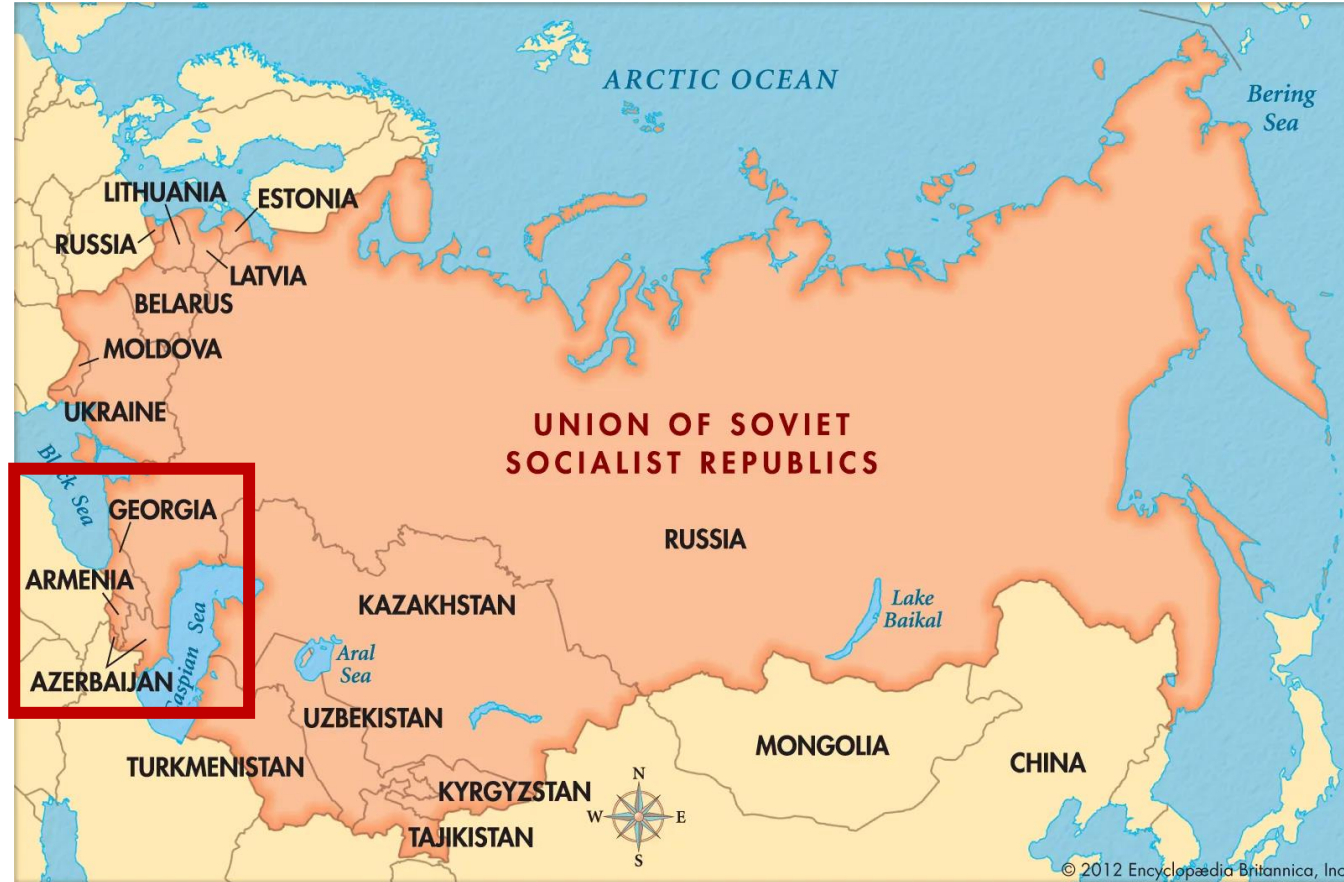 ARCTIC OCEAN
Bering
Sea
LITHUANIA
ESTONIA
RUSSIA
LATVIA
BELARUS
MOLDOVA
UKRAINE
UNION OF SOVIET
SOCIALIST REPUBLICS
Black Sea
GEORGIA
RUSSIA
ARMENIA
KAZAKHSTAN
Lake
Baikal
Caspian Sea
Aral
Sea
AZERBAIJAN
UZBEKISTAN
MONGOLIA
TURKMENISTAN
CHINA
KYRGYZSTAN
N
W
E
S
TAJIKISTAN
© 2012 Encyclopædia Britannica, Inc.